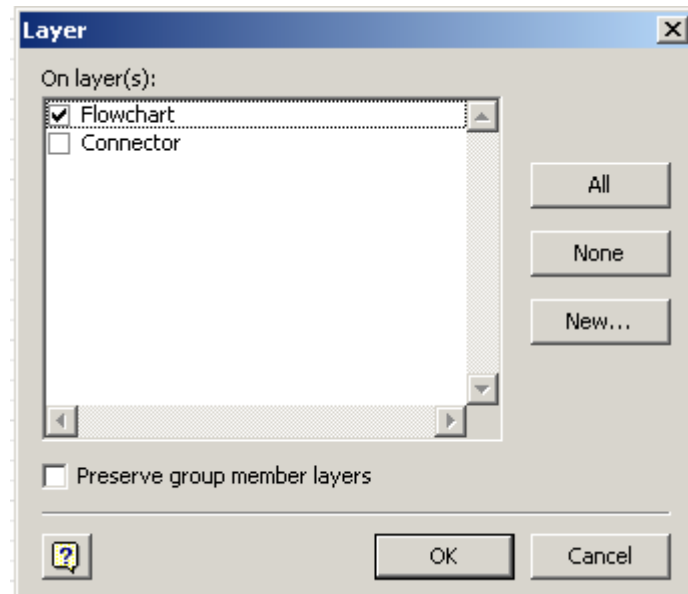 Layer
On layer(s):
Flowchart
Connector
All
None
New...
Preserve group member layers
?
OK
Cancel